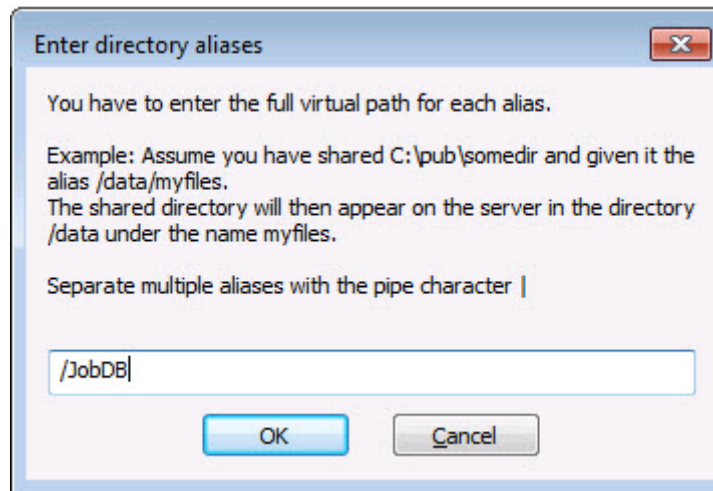 Enter directory aliases
You have to enter the full virtual path for each alias.
Example: Assume you have shared C:\pub\somedir and given it the
alias /data/myfiles.
The shared directory will then appear on the server in the directory
/data under the name myfiles.
Separate multiple aliases with the pipe character |
/JobDB
OK
Cancel